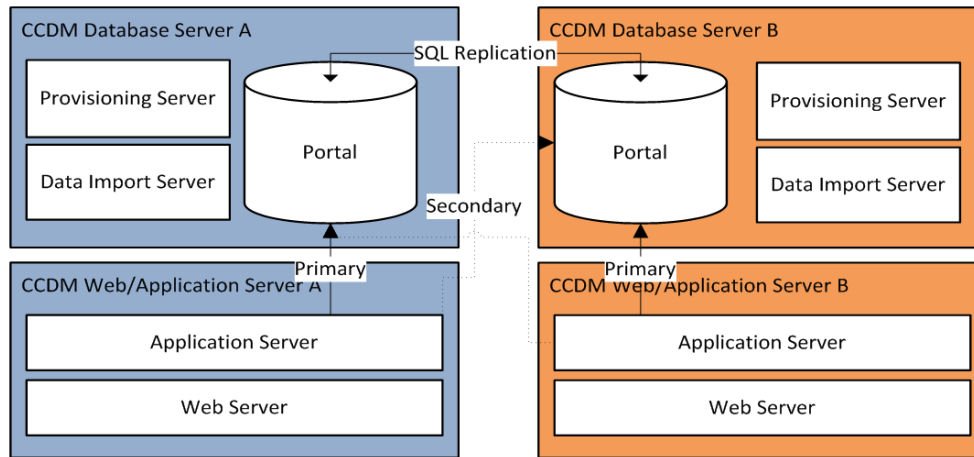 CCDM Database Server A
CCDM Database Server B
SQL Replication
Provisioning Server
Portal
Portal
Provisioning Server
Data Import Server
Data Import Server
Secondary
Primary
Primary
CCDM Web/Application Server A
CCDM Web/Application Server B
Application Server
Application Server
Web Server
Web Server